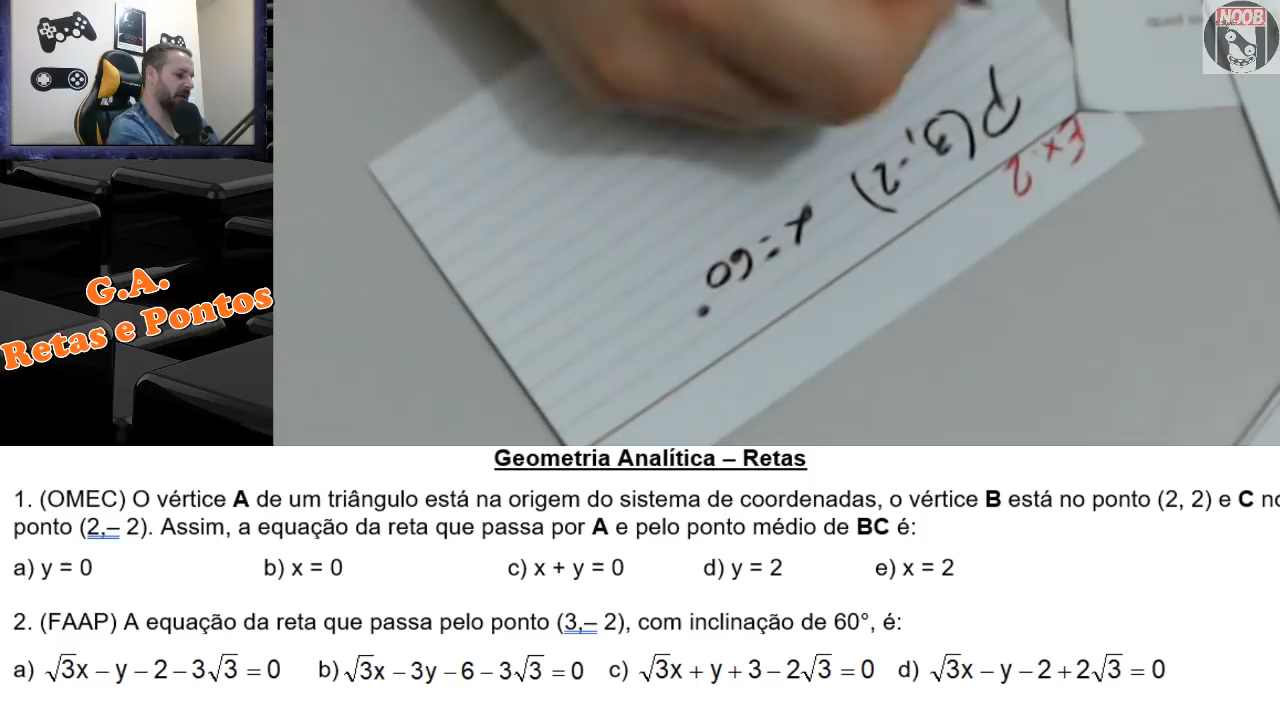 NOOB
Ex. 2
P(3, -2) α = 60°
G.A.
Retas e Pontos
Geometria Analítica – Retas
1. (OMEC) O vértice A de um triângulo está na origem do sistema de coordenadas, o vértice B está no ponto (2, 2) e C no
ponto (2,– 2). Assim, a equação da reta que passa por A e pelo ponto médio de BC é:
a) y = 0 b) x = 0 c) x + y = 0 d) y = 2 e) x = 2
2. (FAAP) A equação da reta que passa pelo ponto (3,– 2), com inclinação de 60°, é:
a) √3x – y – 2 – 3√3 = 0 b) √3x – 3y – 6 – 3√3 = 0 c) √3x + y + 3 – 2√3 = 0 d) √3x – y – 2 + 2√3 = 0